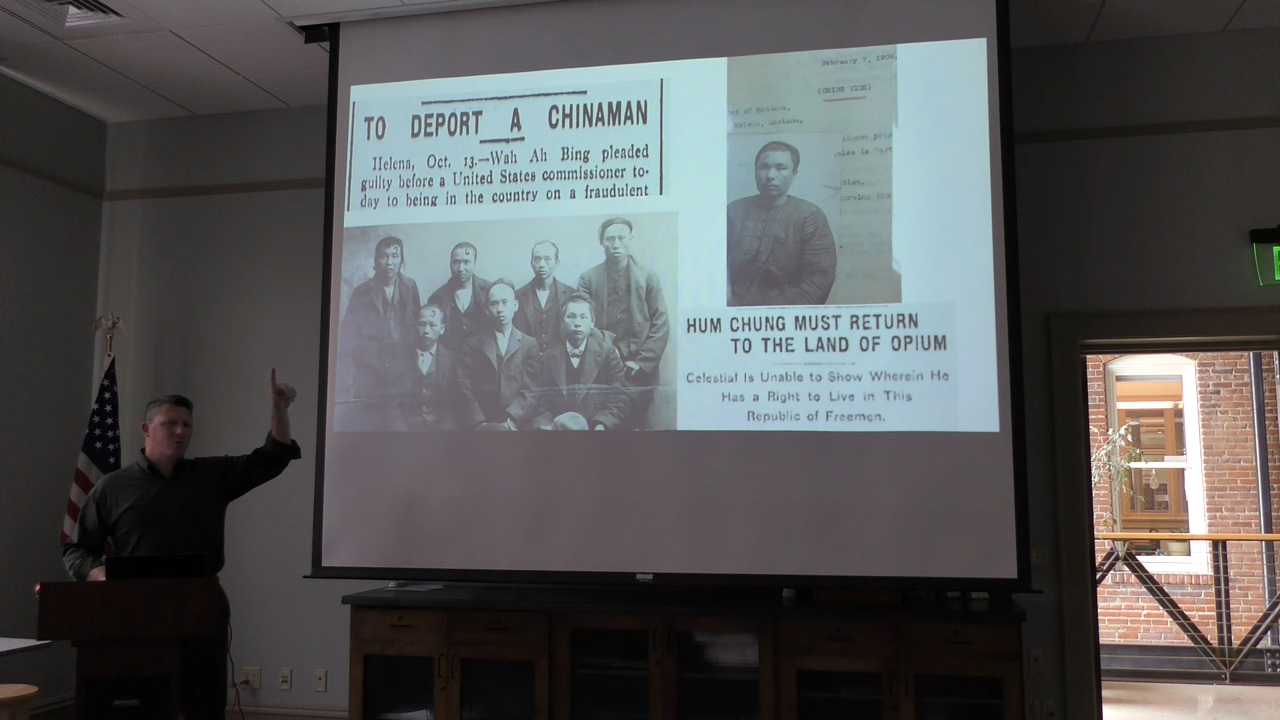 TO DEPORT A CHINAMAN
Helena, Oct. 13.—Wah Ah Bing pleaded
guilty before a United States commissioner to-
day to being in the country on a fraudulent
February 7, 1906
Helena, Montana.
HUM CHUNG MUST RETURN
TO THE LAND OF OPIUM
Celestial Is Unable to Show Wherein He
Has a Right to Live in This
Republic of Freemen.